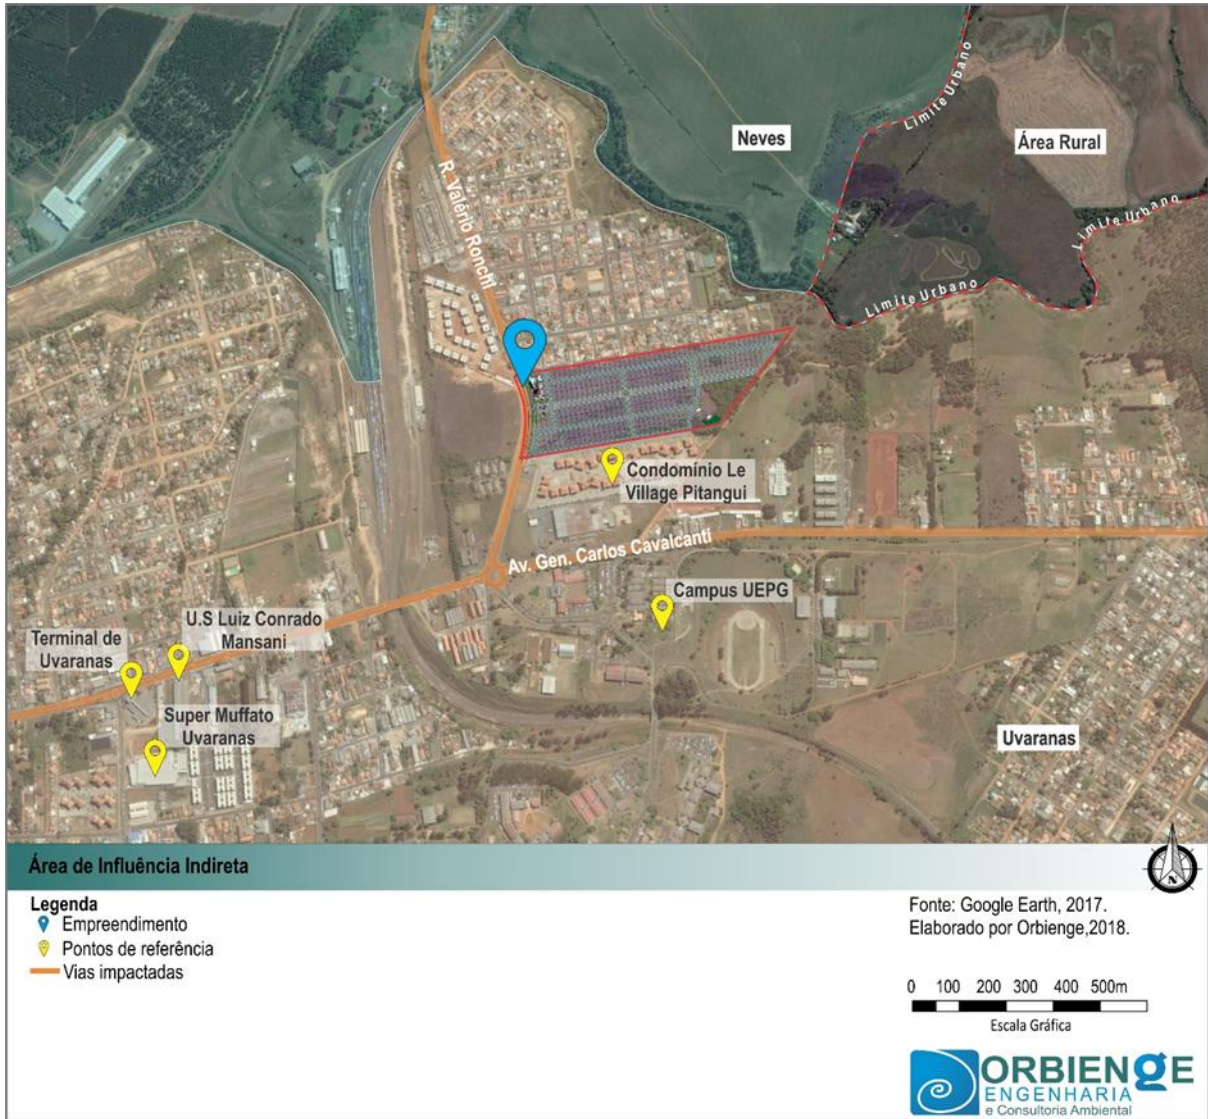 Neves
Limite Urbano
Área Rural
Limite Urbano
Limite Urbano
R. Valério Ronchi
Condomínio Le
Village Pitangui
Av. Gen. Carlos Cavalcanti
Campus UEPG
U.S Luiz Conrado
Mansani
Terminal de
Uvaranas
Super Muffato
Uvaranas
Uvaranas
Área de Influência Indireta
N
Legenda
Empreendimento
Pontos de referência
Vias impactadas
Fonte: Google Earth, 2017.
Elaborado por Orbienge,2018.
0 100 200 300 400 500m
Escala Gráfica
ORBIENGE
ENGENHARIA
e Consultoria Ambiental